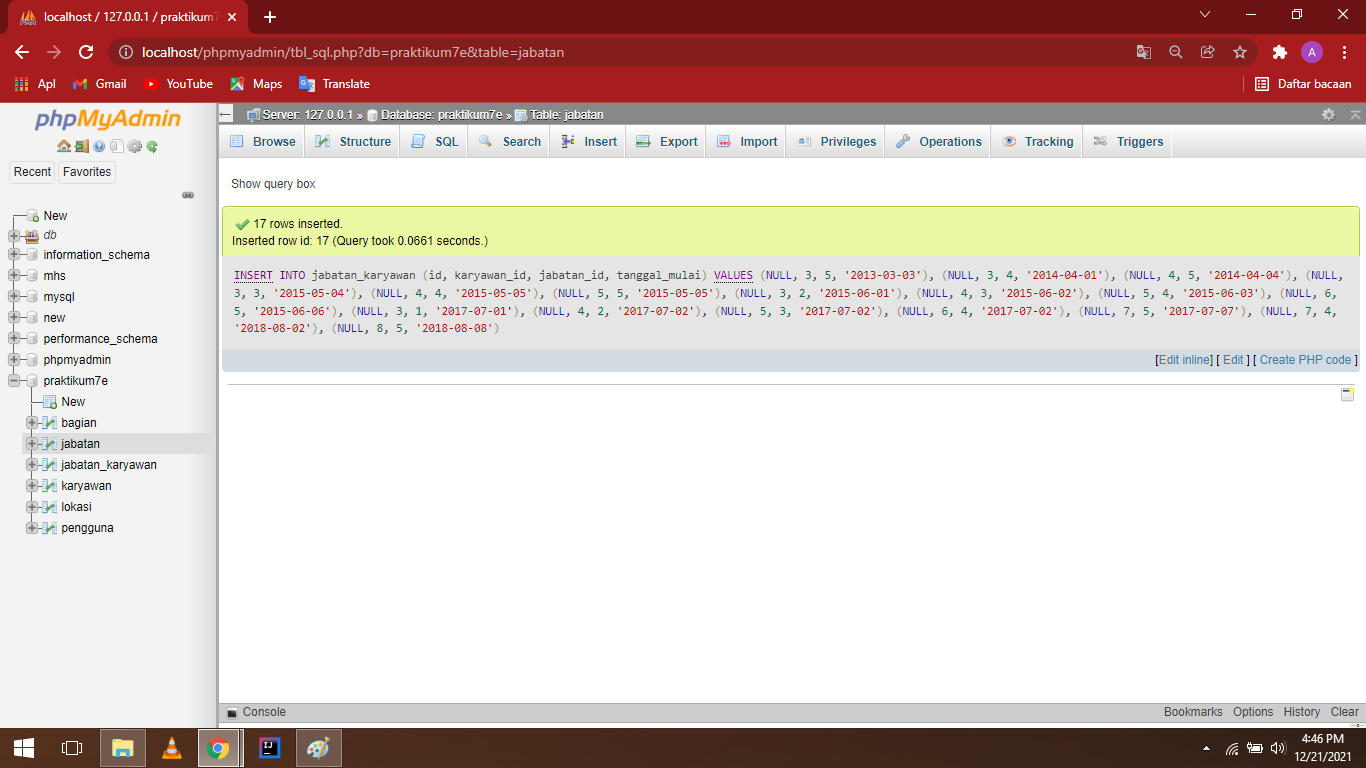 localhost / 127.0.0.1 / praktikum7
localhost/phpmyadmin/tbl_sql.php?db=praktikum7e&table=jabatan
A
Apl Gmail YouTube Maps Translate Daftar bacaan
phpMyAdmin
Recent Favorites
New
db
information_schema
mhs
mysql
new
performance_schema
phpmyadmin
praktikum7e
New
bagian
jabatan
jabatan_karyawan
karyawan
lokasi
pengguna
Server: 127.0.0.1 » Database: praktikum7e » Table: jabatan
Browse Structure SQL Search Insert Export Import Privileges Operations Tracking Triggers
Show query box
17 rows inserted.
Inserted row id: 17 (Query took 0.0661 seconds.)
INSERT INTO jabatan_karyawan (id, karyawan_id, jabatan_id, tanggal_mulai) VALUES (NULL, 3, 5, '2013-03-03'), (NULL, 3, 4, '2014-04-01'), (NULL, 4, 5, '2014-04-04'), (NULL,
3, 3, '2015-05-04'), (NULL, 4, 4, '2015-05-05'), (NULL, 5, 5, '2015-05-05'), (NULL, 3, 2, '2015-06-01'), (NULL, 4, 3, '2015-06-02'), (NULL, 5, 4, '2015-06-03'), (NULL, 6,
5, '2015-06-06'), (NULL, 3, 1, '2017-07-01'), (NULL, 4, 2, '2017-07-02'), (NULL, 5, 3, '2017-07-02'), (NULL, 6, 4, '2017-07-02'), (NULL, 7, 5, '2017-07-07'), (NULL, 7, 4,
'2018-08-02'), (NULL, 8, 5, '2018-08-08')
[Edit inline] [ Edit ] [ Create PHP code ]
Console Bookmarks Options History Clear
4:46 PM
12/21/2021